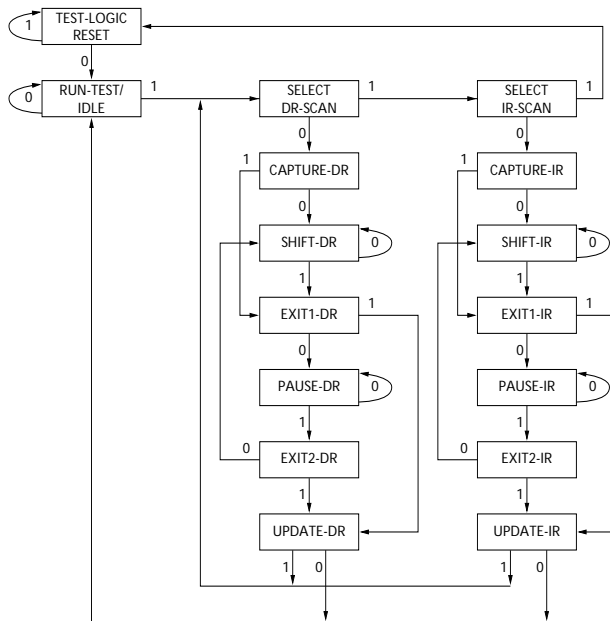 TEST-LOGIC
RESET
1
0
RUN-TEST/
IDLE
0
1
SELECT
DR-SCAN
1
SELECT
IR-SCAN
1
0
0
1
CAPTURE-DR
1
CAPTURE-IR
0
0
SHIFT-DR
0
SHIFT-IR
0
1
1
EXIT1-DR
1
EXIT1-IR
1
0
0
PAUSE-DR
0
PAUSE-IR
0
1
1
0
EXIT2-DR
0
EXIT2-IR
1
1
UPDATE-DR
UPDATE-IR
1
0
1
0